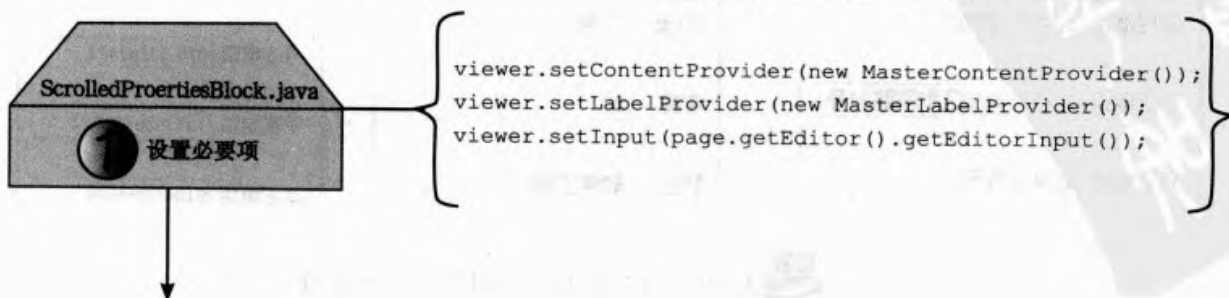 ScrolledProertiesBlock.java
1 设置必要项
viewer.setContentProvider(new MasterContentProvider());
viewer.setLabelProvider(new MasterLabelProvider());
viewer.setInput(page.getEditor().getEditorInput());